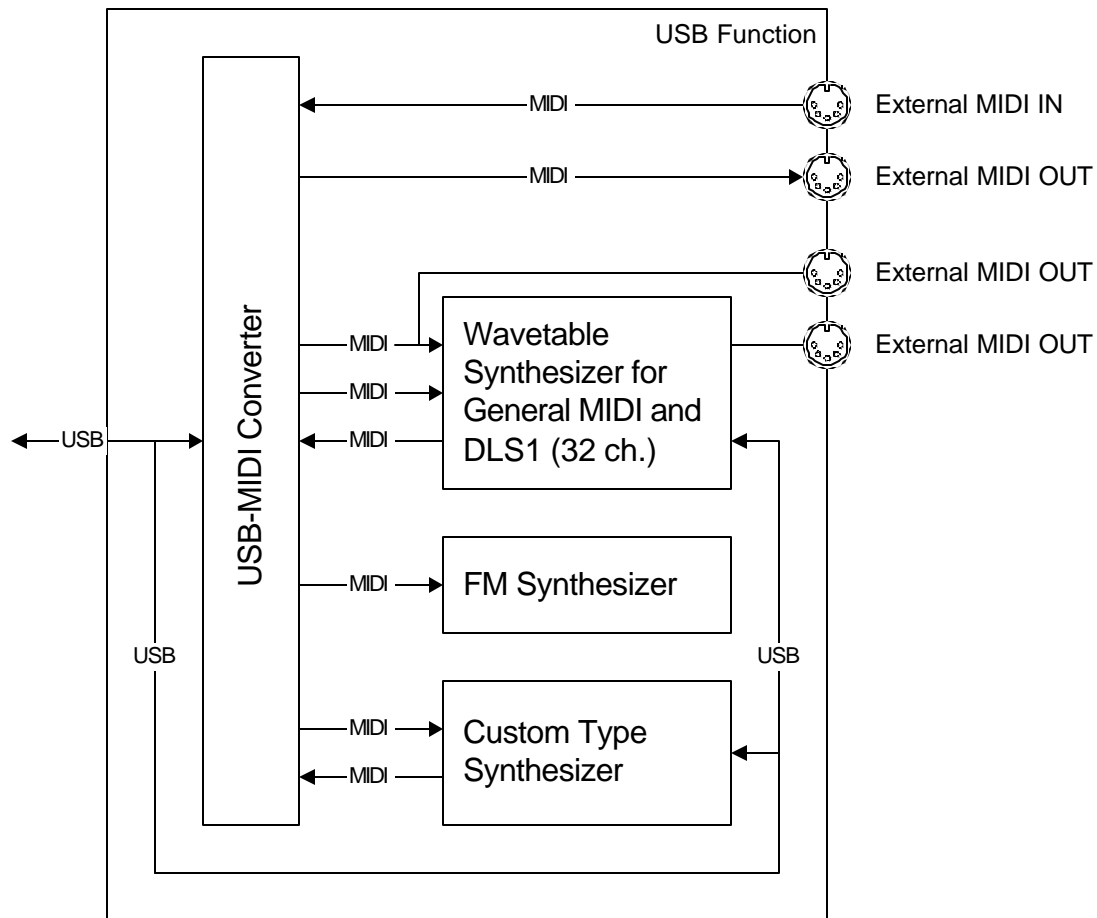 USB Function
MIDI
External MIDI IN
MIDI
External MIDI OUT
External MIDI OUT
External MIDI OUT
USB-MIDI Converter
MIDI
MIDI
MIDI
Wavetable
Synthesizer for
General MIDI and
DLS1 (32 ch.)
USB
MIDI
FM Synthesizer
USB
USB
MIDI
MIDI
Custom Type
Synthesizer